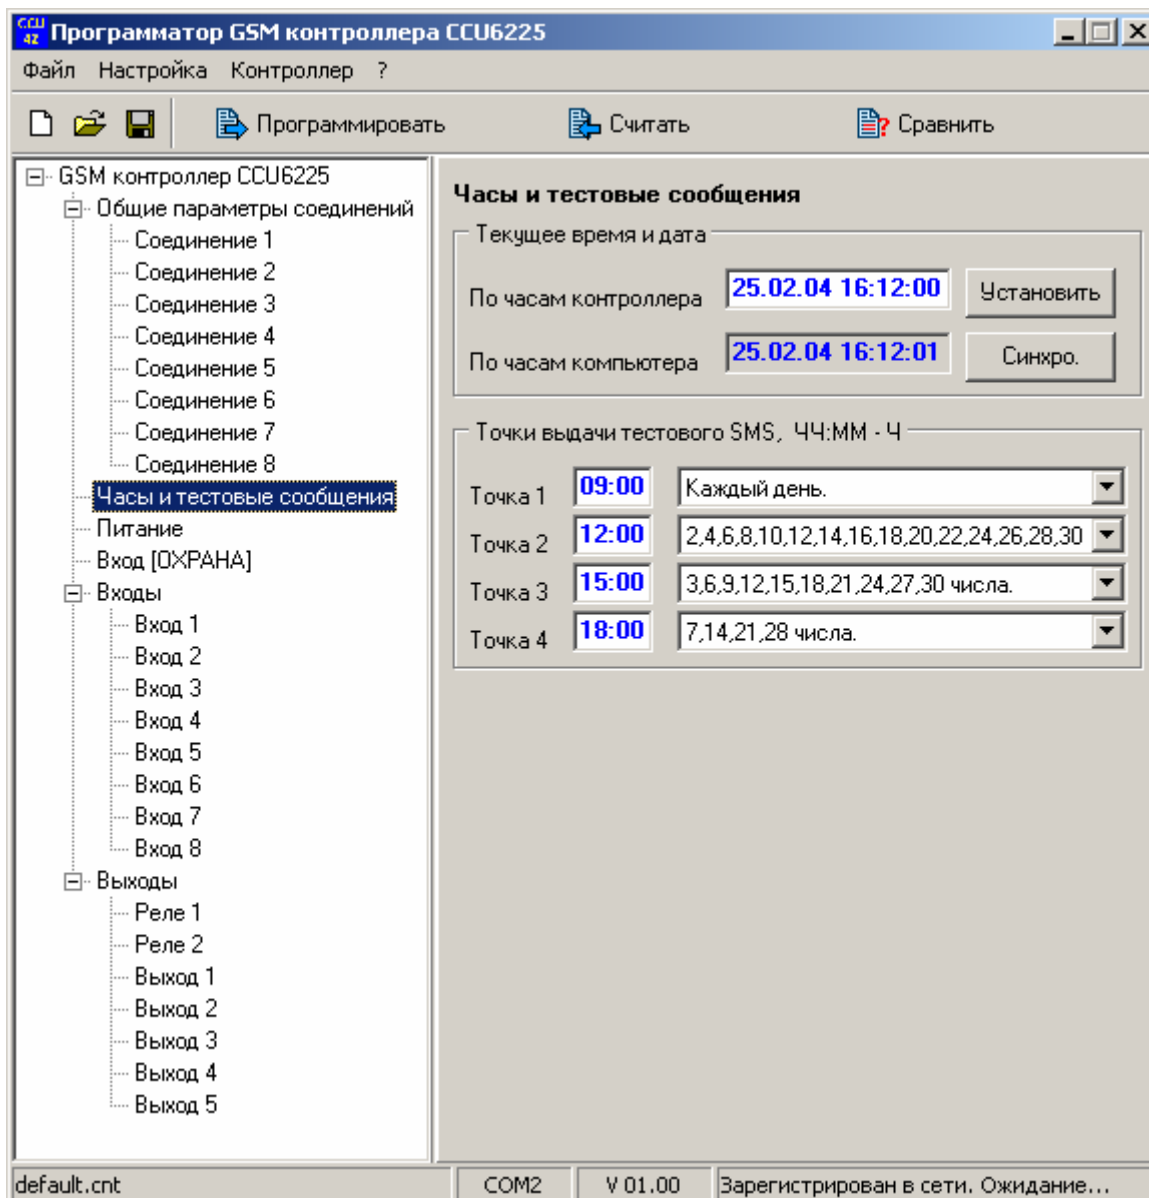 CCU
42
Программатор GSM контроллера CCU6225
Файл Настройка Контроллер ?
Программировать Считать Сравнить
GSM контроллер CCU6225
Общие параметры соединений
Соединение 1
Соединение 2
Соединение 3
Соединение 4
Соединение 5
Соединение 6
Соединение 7
Соединение 8
Часы и тестовые сообщения
Питание
Вход [ОХРАНА]
Входы
Вход 1
Вход 2
Вход 3
Вход 4
Вход 5
Вход 6
Вход 7
Вход 8
Выходы
Реле 1
Реле 2
Выход 1
Выход 2
Выход 3
Выход 4
Выход 5
Часы и тестовые сообщения
Текущее время и дата
По часам контроллера 25.02.04 16:12:00 Установить
По часам компьютера 25.02.04 16:12:01 Синхро.
Точки выдачи тестового SMS, ЧЧ:ММ - Ч
Точка 1 09:00 Каждый день.
Точка 2 12:00 2,4,6,8,10,12,14,16,18,20,22,24,26,28,30
Точка 3 15:00 3,6,9,12,15,18,21,24,27,30 числа.
Точка 4 18:00 7,14,21,28 числа.
default.cnt COM2 V 01.00 Зарегистрирован в сети. Ожидание...